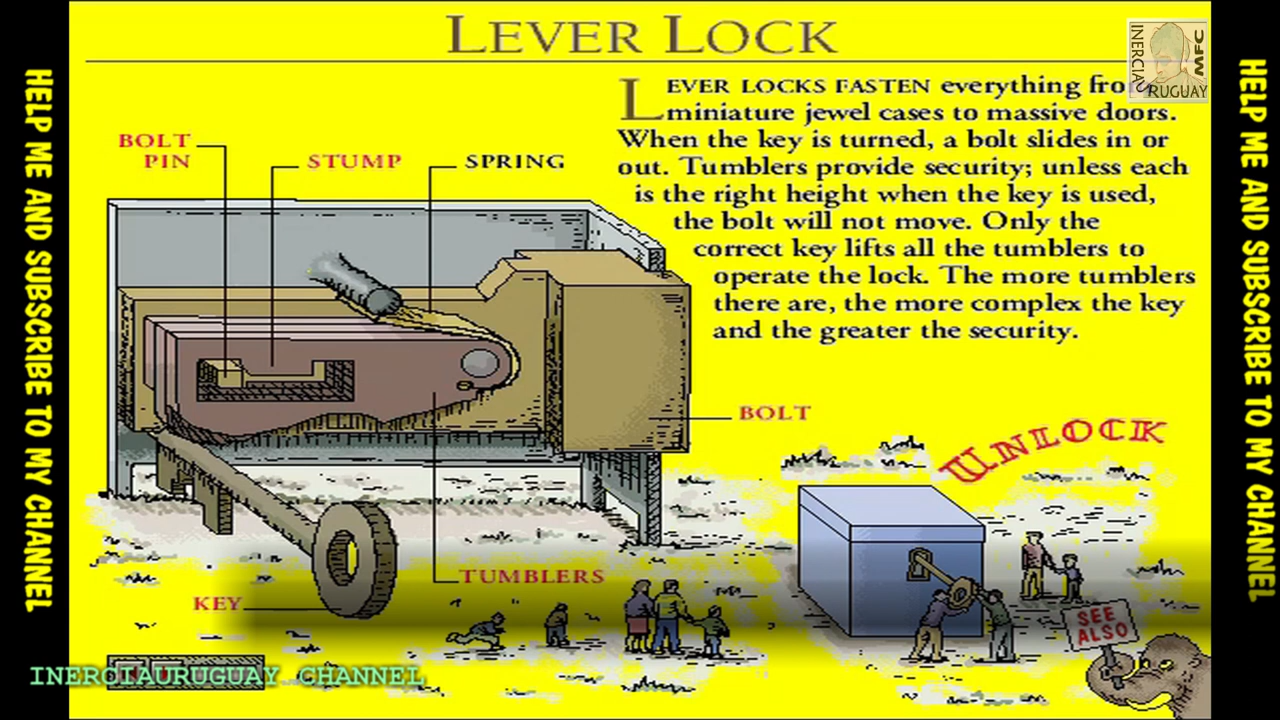 LEVER LOCK
INERCIA
MFC
URUGUAY
LEVER LOCKS FASTEN everything fro
miniature jewel cases to massive doors.
When the key is turned, a bolt slides in or
out. Tumblers provide security; unless each
is the right height when the key is used,
the bolt will not move. Only the
correct key lifts all the tumblers to
operate the lock. The more tumblers
there are, the more complex the key
and the greater the security.
BOLT
PIN
STUMP
SPRING
BOLT
UNLOCK
TUMBLERS
KEY
SEE
ALSO
INERCIAURUGUAY CHANNEL
HELP ME AND SUBSCRIBE TO MY CHANNEL
HELP ME AND SUBSCRIBE TO MY CHANNEL